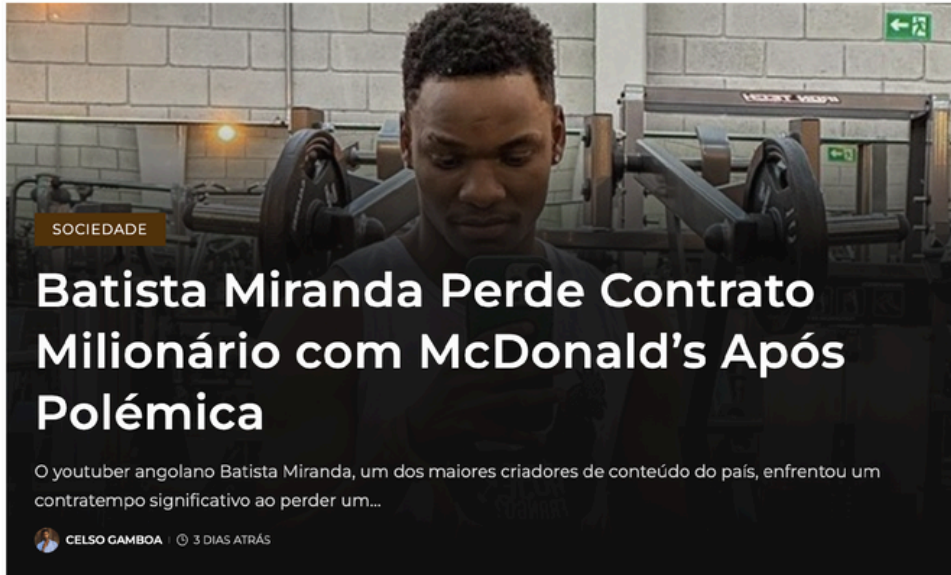 SOCIEDADE
Batista Miranda Perde Contrato
Milionário com McDonald’s Após
Polémica
O youtuber angolano Batista Miranda, um dos maiores criadores de conteúdo do país, enfrentou um
contratempo significativo ao perder um...
CELSO GAMBOA 3 DIAS ATRÁS